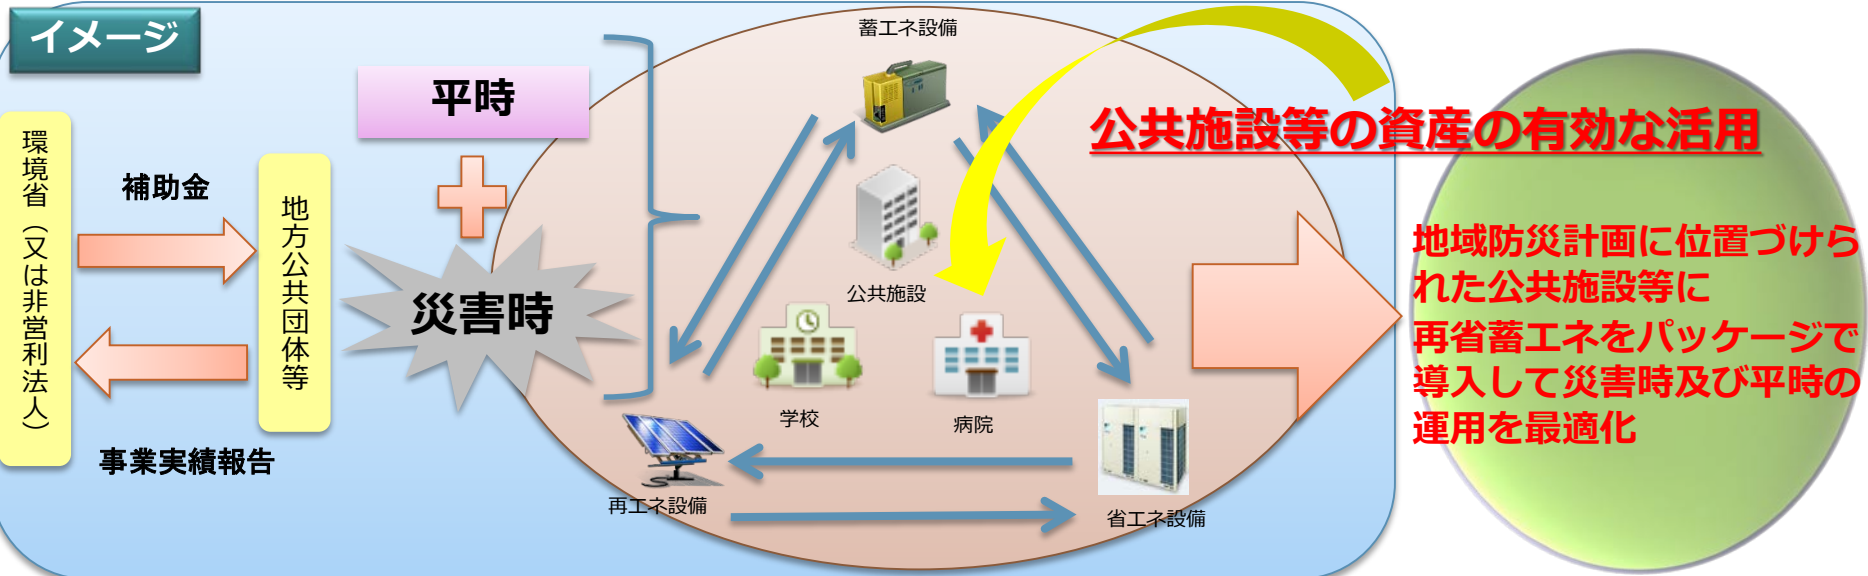 イメージ
環境省（又は非営利法人）
補助金
事業実績報告
地方公共団体等
平時
災害時
蓄エネ設備
公共施設
学校
病院
再エネ設備
省エネ設備
公共施設等の資産の有効な活用
地域防災計画に位置づけら
れた公共施設等に
再省蓄エネをパッケージで
導入して災害時及び平時の
運用を最適化